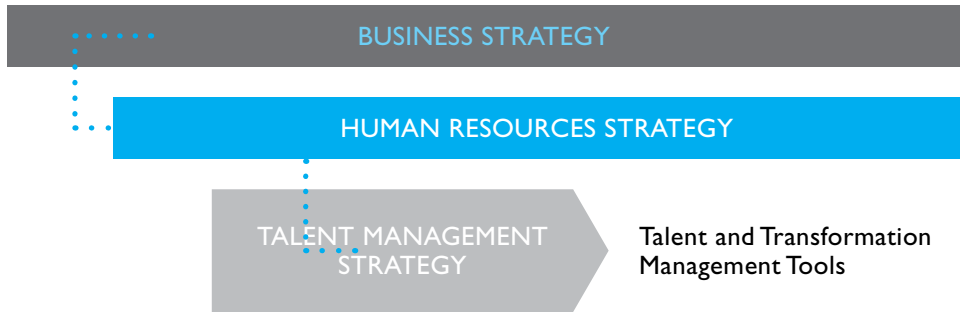 BUSINESS STRATEGY
HUMAN RESOURCES STRATEGY
TALENT MANAGEMENT
STRATEGY
Talent and Transformation
Management Tools